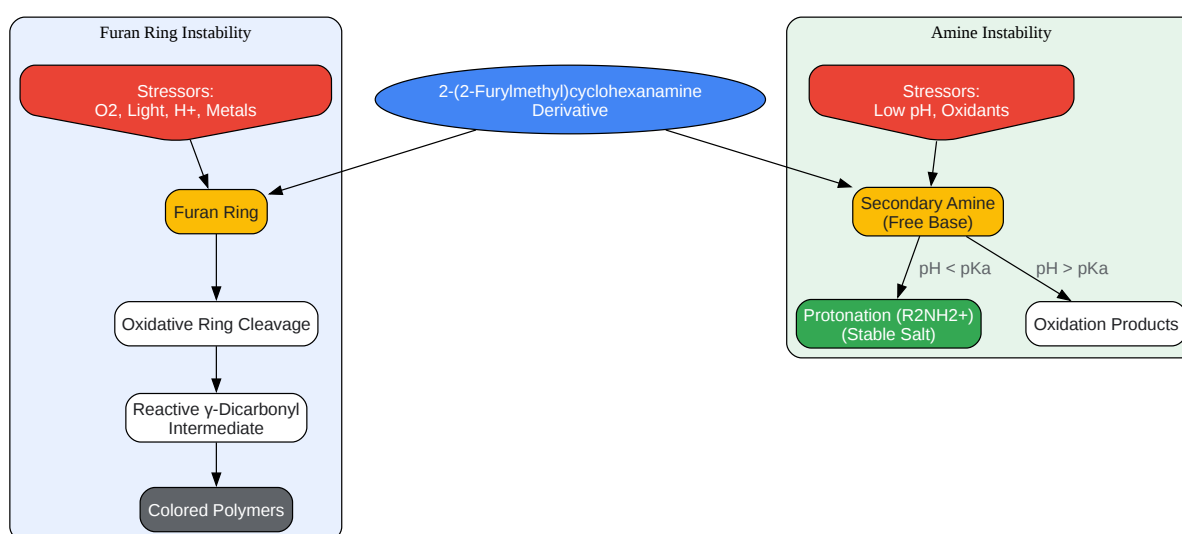 Furan Ring Instability
Stressors:
O2, Light, H+, Metals
Furan Ring
Oxidative Ring Cleavage
Reactive γ-Dicarbonyl
Intermediate
Colored Polymers
2-(2-Furylmethyl)cyclohexanamine
Derivative
Amine Instability
Stressors:
Low pH, Oxidants
Secondary Amine
(Free Base)
pH < pKa
pH > pKa
Protonation (R2NH2+)
(Stable Salt)
Oxidation Products